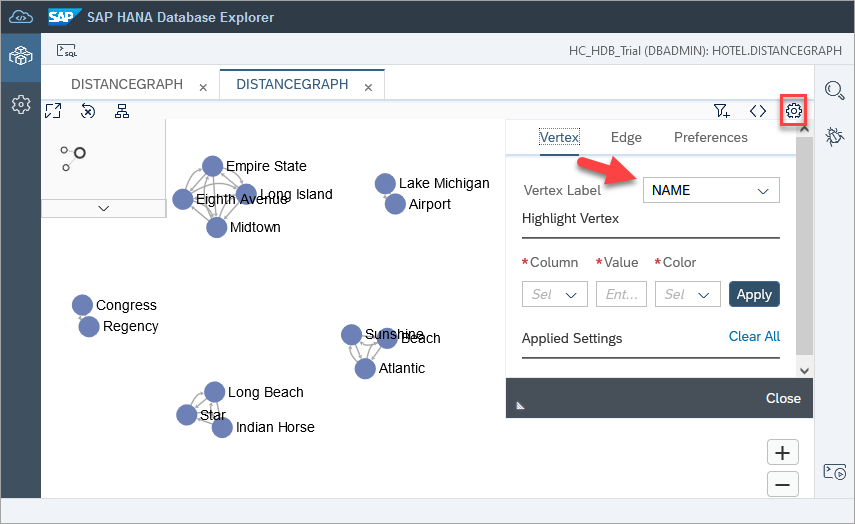 SAP SAP HANA Database Explorer
SQL
HC_HDB_Trial (DBADMIN): HOTEL.DISTANCEGRAPH
DISTANCEGRAPH × DISTANCEGRAPH ×
Vertex Edge Preferences
Vertex Label NAME
Highlight Vertex
*Column *Value *Color
Sel Ent... Sel Apply
Applied Settings Clear All
Close
Empire State
Long Island
Eighth Avenue
Midtown
Lake Michigan
Airport
Congress
Regency
Sunshine
Beach
Atlantic
Long Beach
Star
Indian Horse